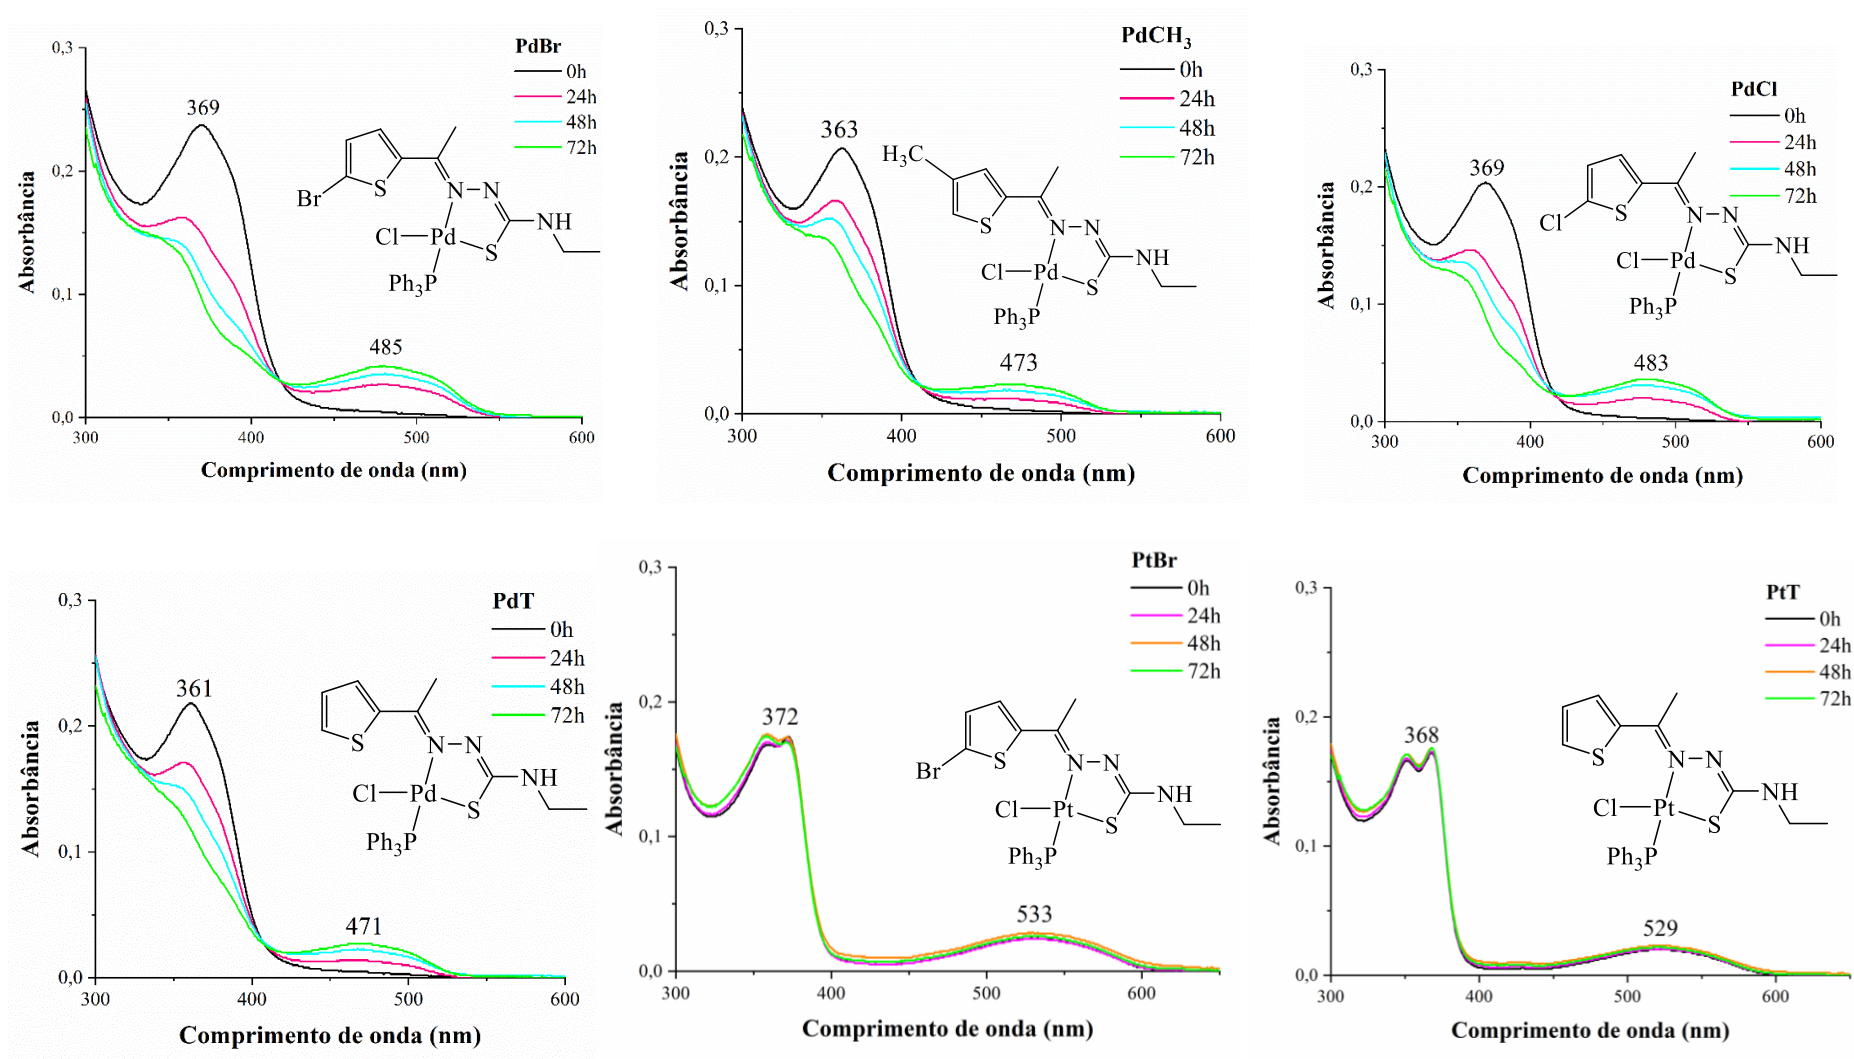 PdBr
0h
24h
48h
72h
0,3
0,2
0,1
0,0
300
400
500
600
369
485
Absorbância
Comprimento de onda (nm)
Br
S
N
N
NH
Cl
Pd
S
Ph3P
PdCH3
0h
24h
48h
72h
0,3
0,2
0,1
0,0
300
400
500
600
363
473
Absorbância
Comprimento de onda (nm)
H3C
S
N
N
NH
Cl
Pd
S
Ph3P
PdCl
0h
24h
48h
72h
0,3
0,2
0,1
0,0
300
400
500
600
369
483
Absorbância
Comprimento de onda (nm)
Cl
S
N
N
NH
Cl
Pd
S
Ph3P
PdT
0h
24h
48h
72h
0,3
0,2
0,1
0,0
300
400
500
600
361
471
Absorbância
Comprimento de onda (nm)
S
N
N
NH
Cl
Pd
S
Ph3P
PtBr
0h
24h
48h
72h
0,3
0,2
0,1
0,0
300
400
500
600
372
533
Absorbância
Comprimento de onda (nm)
Br
S
N
N
NH
Cl
Pt
S
Ph3P
PtT
0h
24h
48h
72h
0,3
0,2
0,1
0,0
300
400
500
600
368
529
Absorbância
Comprimento de onda (nm)
S
N
N
NH
Cl
Pt
S
Ph3P